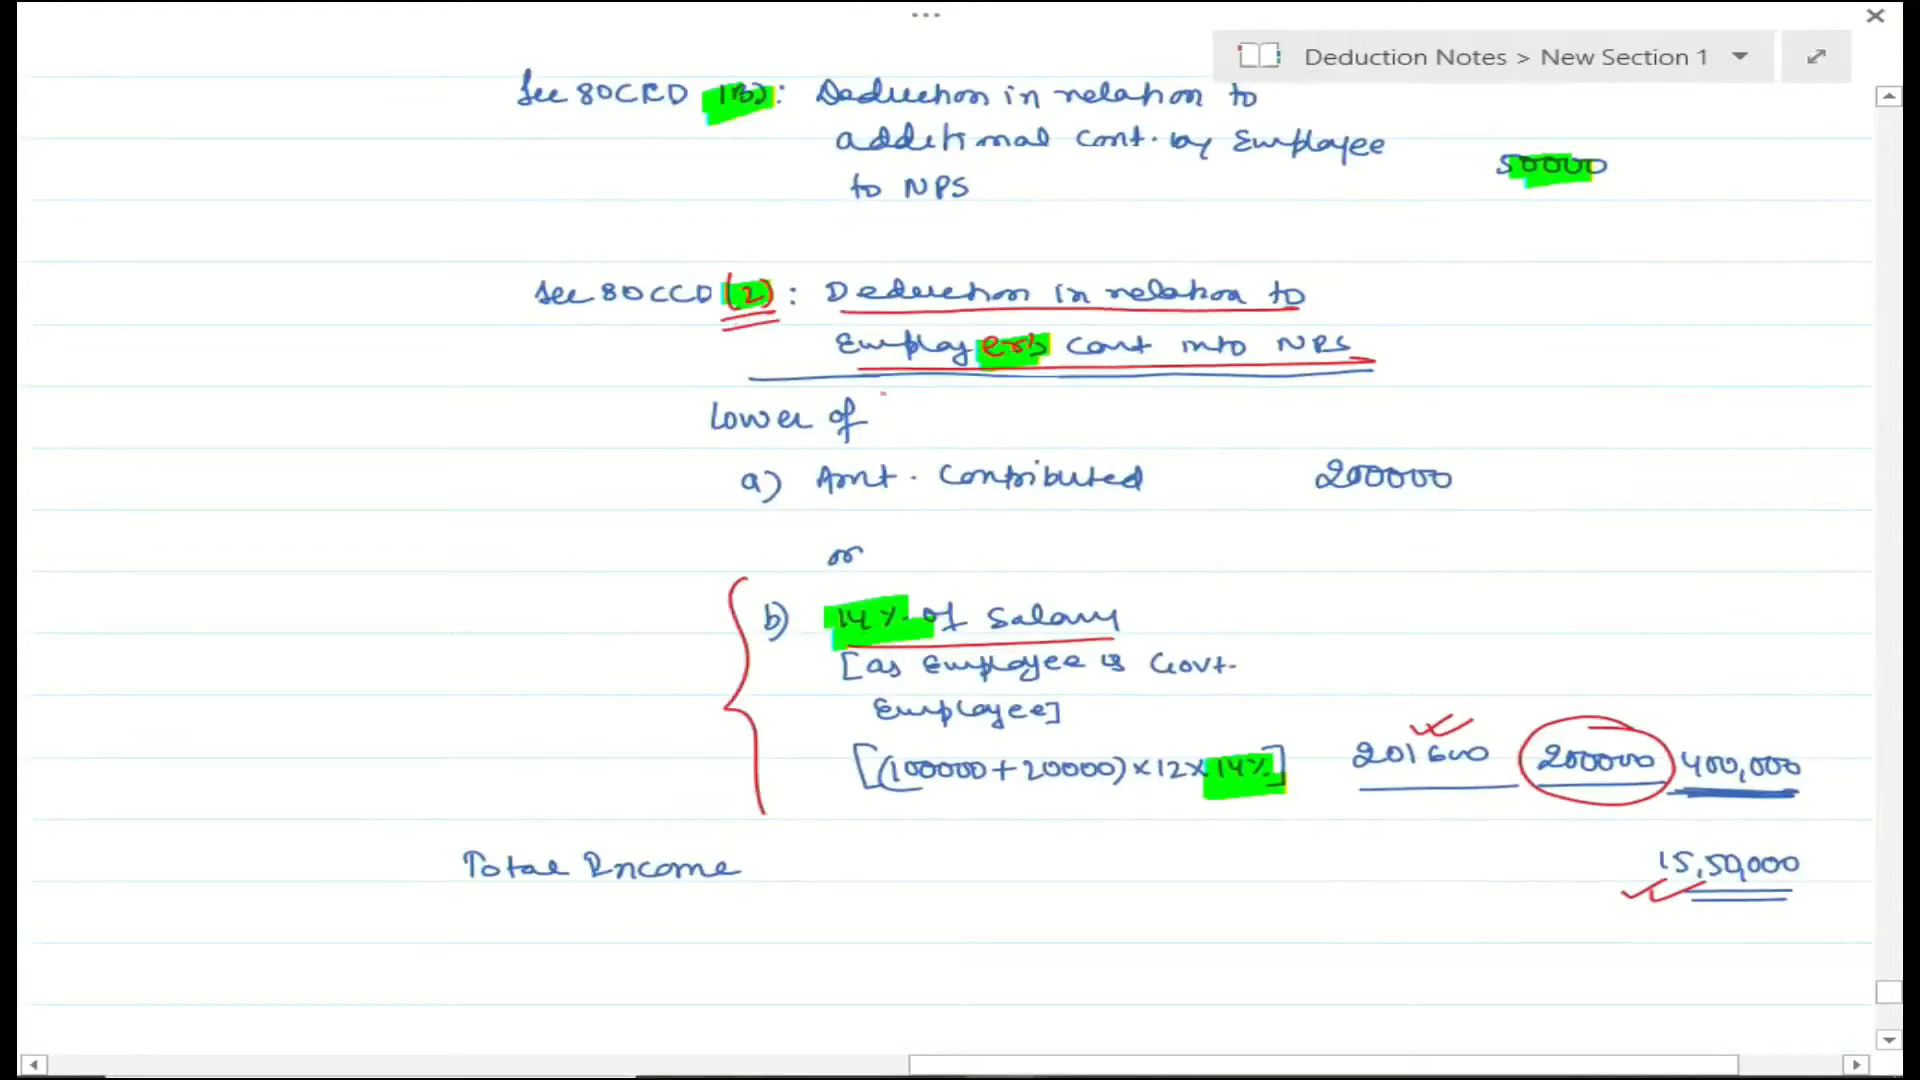 Deduction Notes > New Section 1
Sec 80CCD 1B): Deduction in relation to
additional cont. by Employee
to NPS 50000
Sec 80CCD (2) : Deduction in relation to
Employer's cont into NPS
Lower of
a) Amt. Contributed 200000
or
b) 14% of Salary
[as Employee is Govt.
Employee]
[(100000+20000)×12×14%] 201600 200000 400,000
Total Income 15,50,000